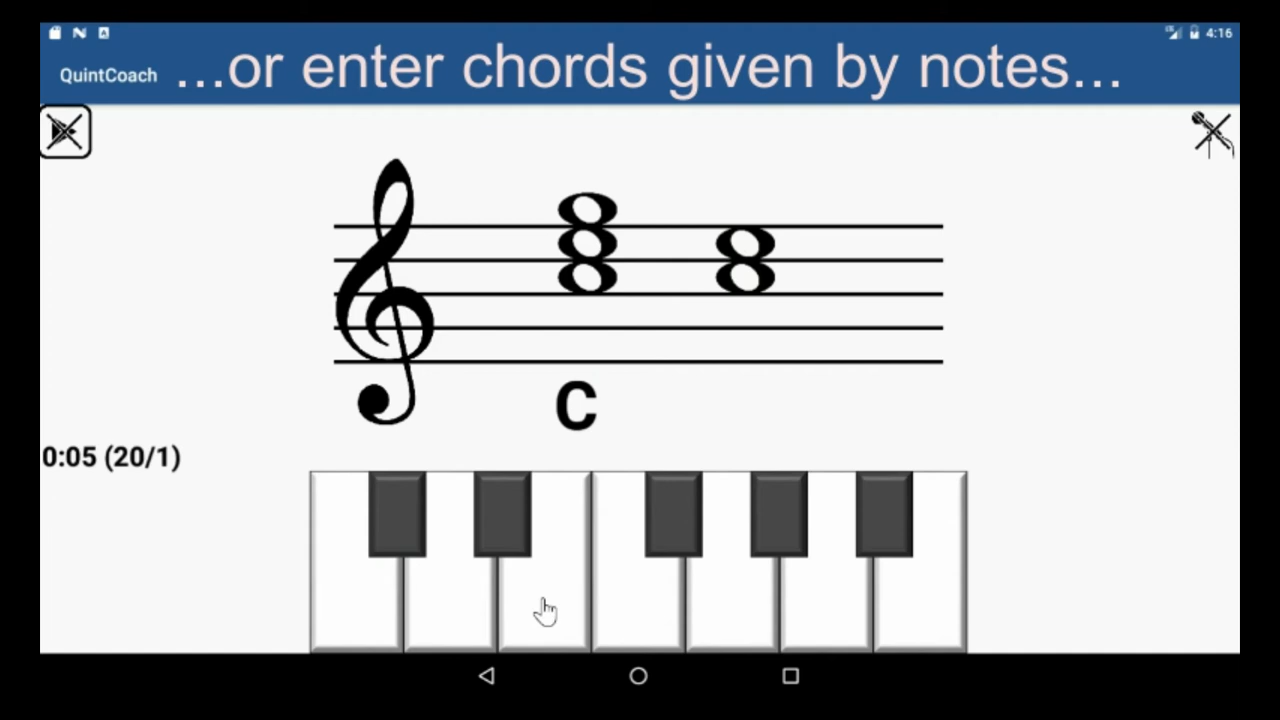 4:16
QuintCoach
...or enter chords given by notes...
C
0:05 (20/1)